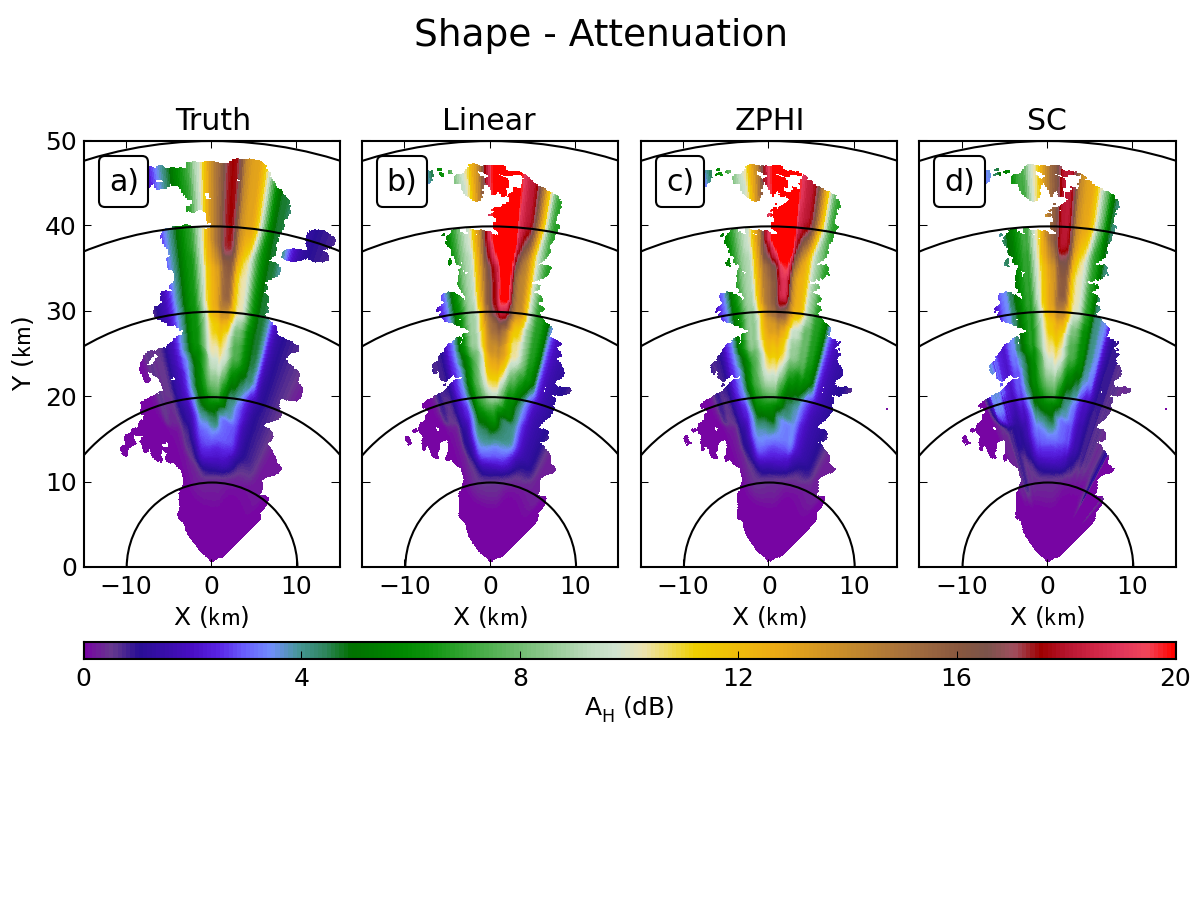 Shape - Attenuation
Truth Linear ZPHI SC
a) b) c) d)
50
40
30
20
10
0
Y (km)
−10 0 10 −10 0 10 −10 0 10 −10 0 10
X (km) X (km) X (km) X (km)
0 4 8 12 16 20
A_H (dB)